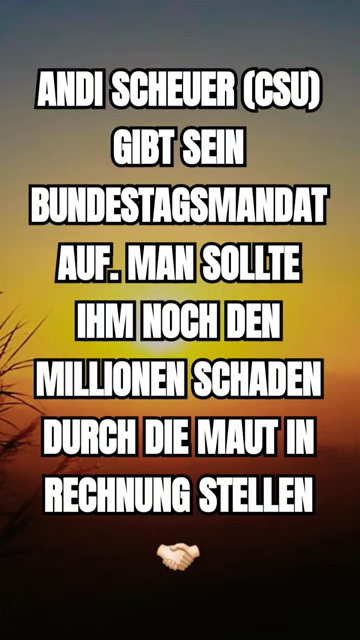 ANDI SCHEUER (CSU)
GIBT SEIN
BUNDESTAGSMANDAT
AUF. MAN SOLLTE
IHM NOCH DEN
MILLIONEN SCHADEN
DURCH DIE MAUT IN
RECHNUNG STELLEN